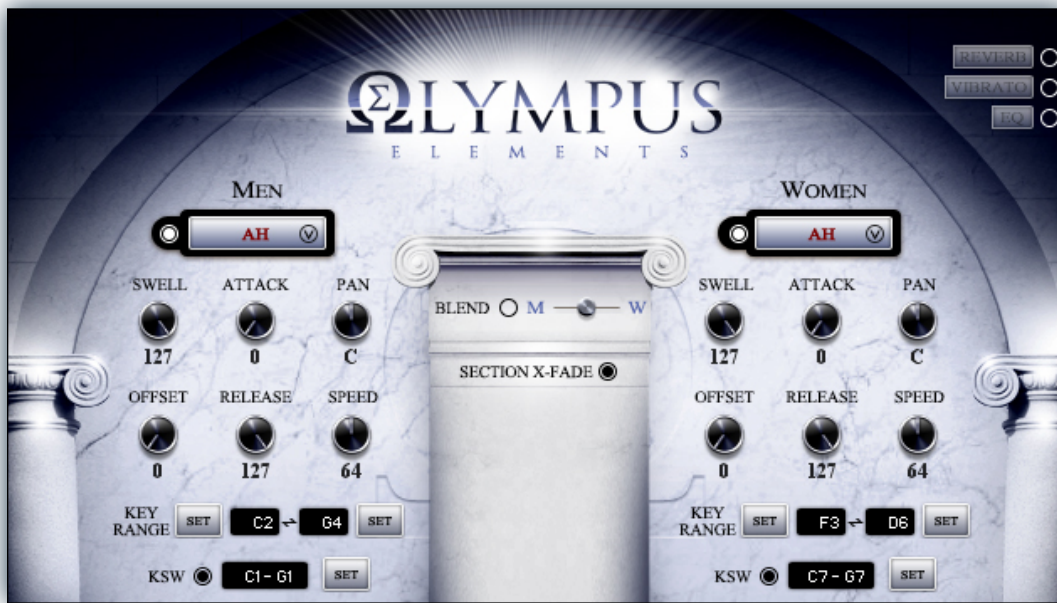 REVERB
VIBRATO
EQ
ΩLYMPUS
Σ
ELEMENTS
MEN
AH V
SWELL ATTACK PAN
127 0 C
OFFSET RELEASE SPEED
0 127 64
KEY RANGE SET C2 ⇌ G4 SET
KSW C1 - G1 SET
BLEND M W
SECTION X-FADE
WOMEN
AH V
SWELL ATTACK PAN
127 0 C
OFFSET RELEASE SPEED
0 127 64
KEY RANGE SET F3 ⇌ D6 SET
KSW C7 - G7 SET